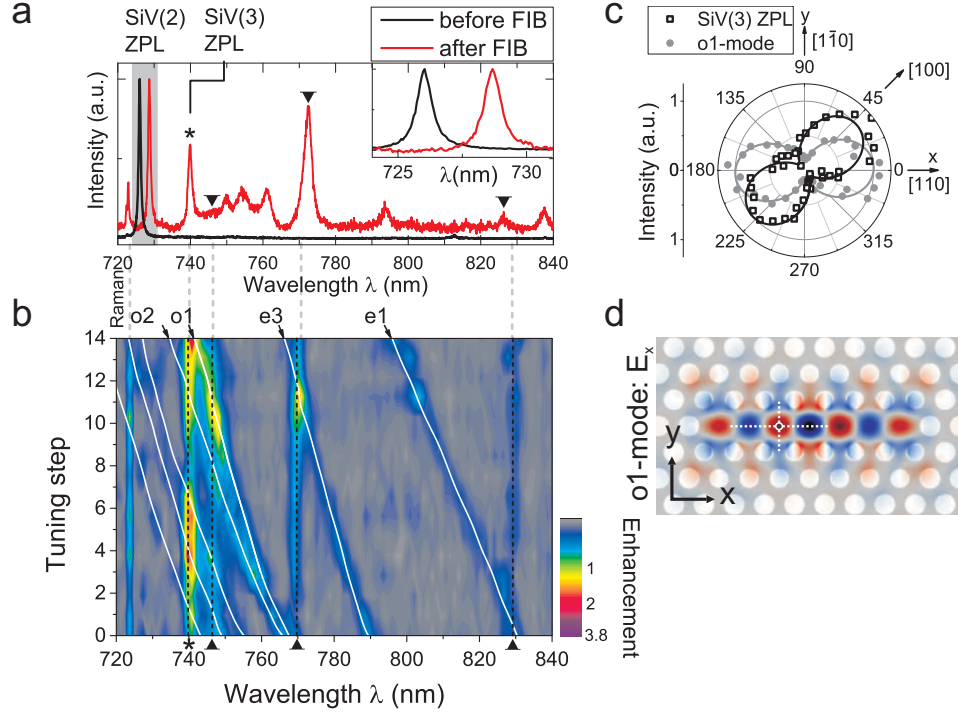 a
SiV(2)
ZPL
SiV(3)
ZPL
before FIB
after FIB
*
Intensity (a.u.)
725 730
λ(nm)
720 740 760 780 800 820 840
Wavelength λ (nm)
b
Raman
o2 o1 e3 e1
14
12
10
8
6
4
2
0
Tuning step
*
720 740 760 780 800 820 840
Wavelength λ (nm)
1
2
3.8
Enhancement
c
SiV(3) ZPL
o1-mode
y
[11̄0]
[100]
90
135 45
180 0
225 315
270
x
[110]
1
0
1
Intensity (a.u.)
d
o1-mode: Eₓ
y
x